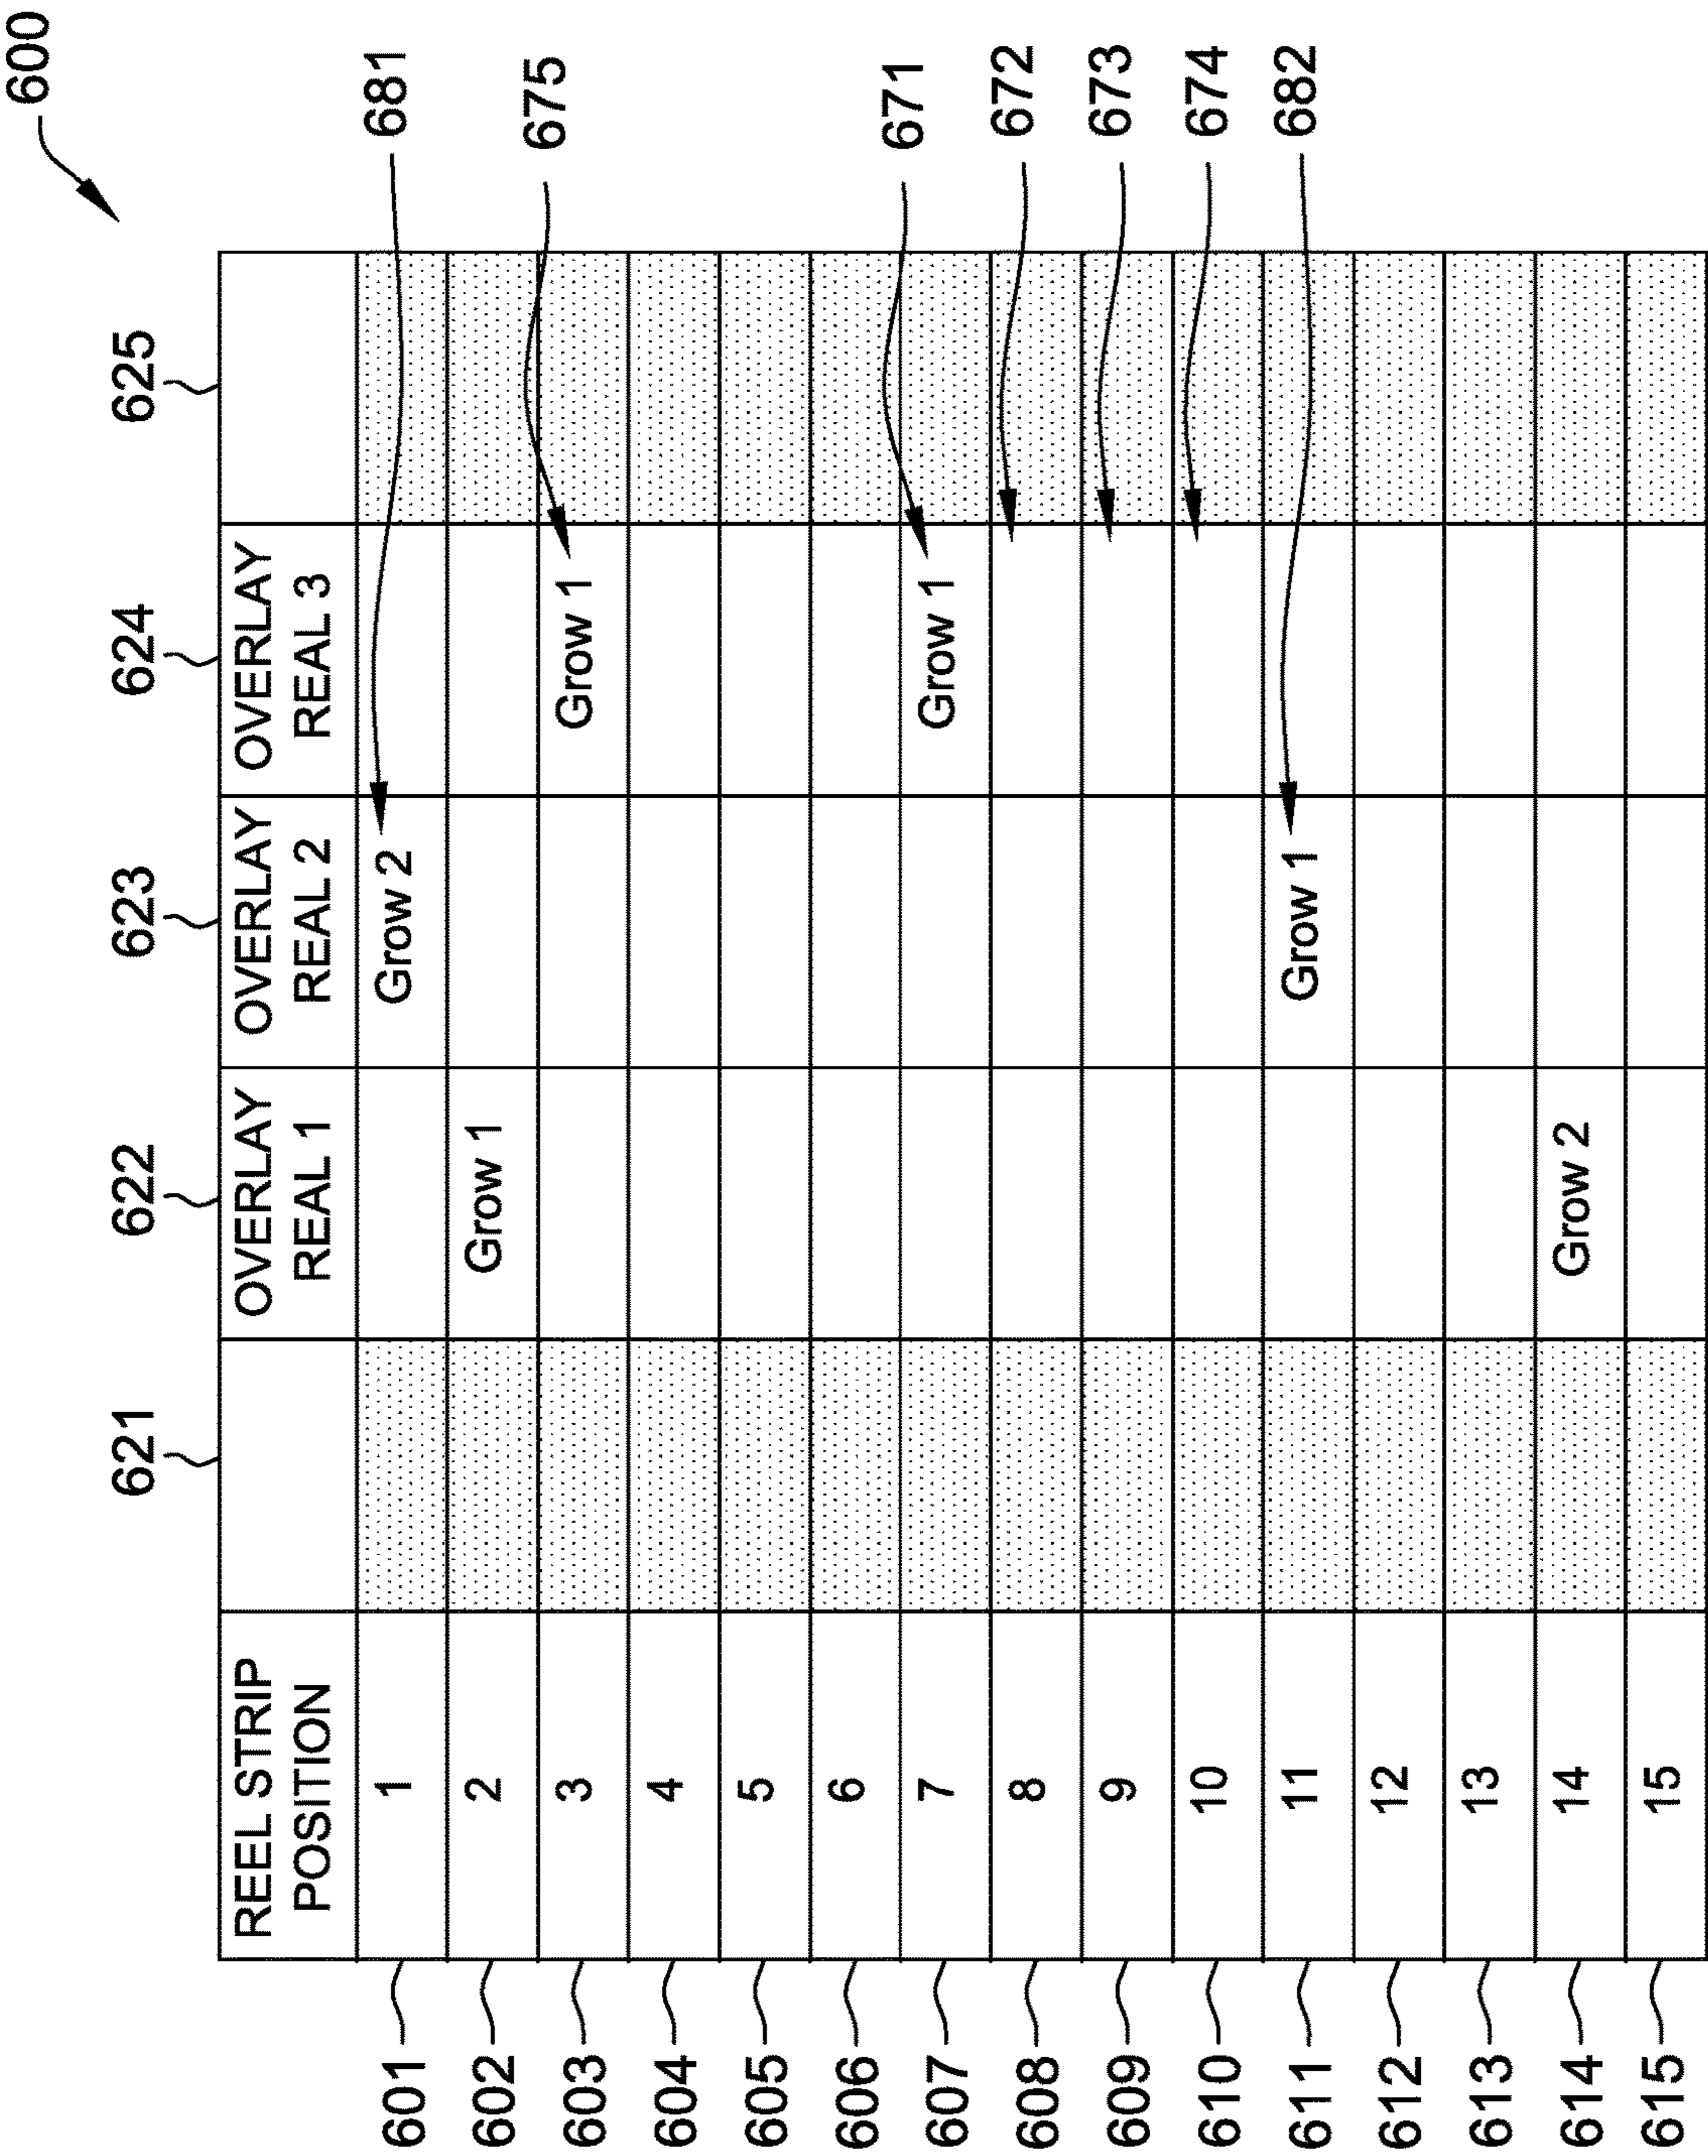 600
621 622 623 624 625
REEL STRIP POSITION OVERLAY REAL 1 OVERLAY REAL 2 OVERLAY REAL 3
601 1 Grow 2 681
602 2 Grow 1
603 3 Grow 1 675
604 4
605 5
606 6
607 7 Grow 1 671
608 8 672
609 9 673
610 10 674
611 11 Grow 1 682
612 12
613 13
614 14 Grow 2
615 15